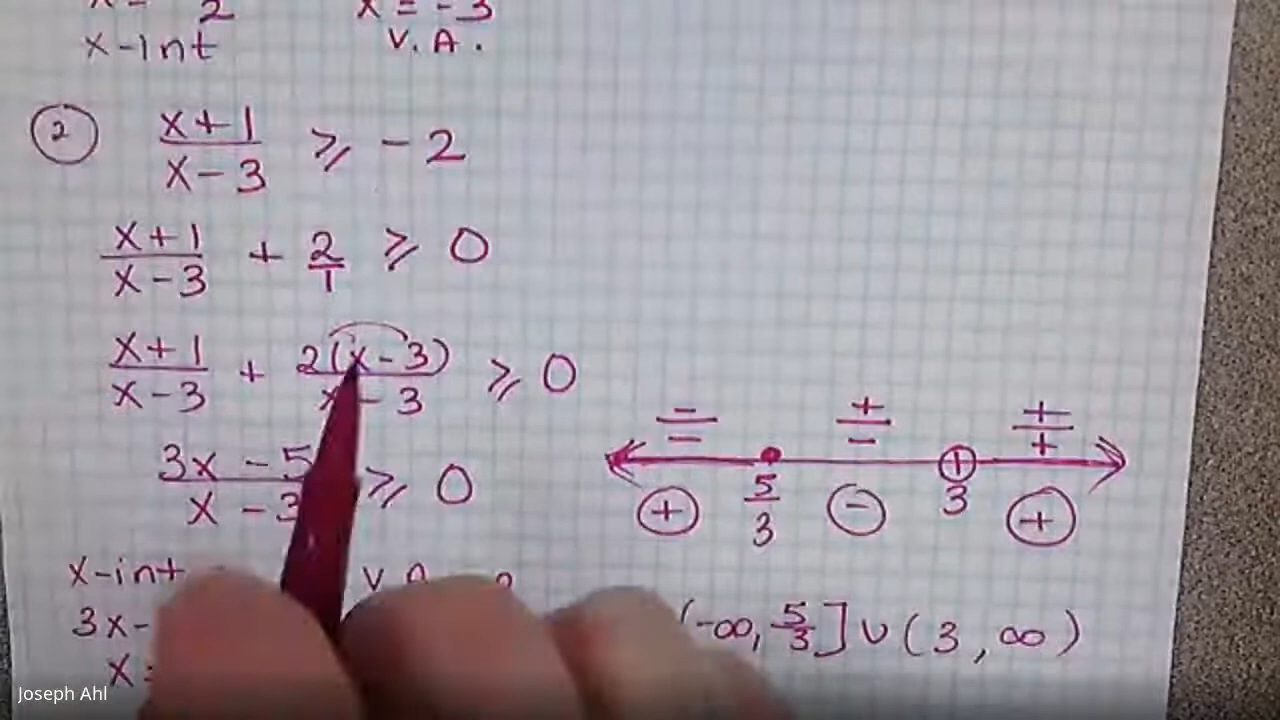 x-int
x = -3
V. A.
2
x+1 / x-3 ≥ -2
x+1 / x-3 + 2/1 ≥ 0
x+1 / x-3 + 2(x-3) / x-3 ≥ 0
3x-5 / x-3 ≥ 0
x-int
3x-
x
-/- +/- +/+
5/3 3
+ - +
(-∞, 5/3] ∪ (3, ∞)
Joseph Ahl